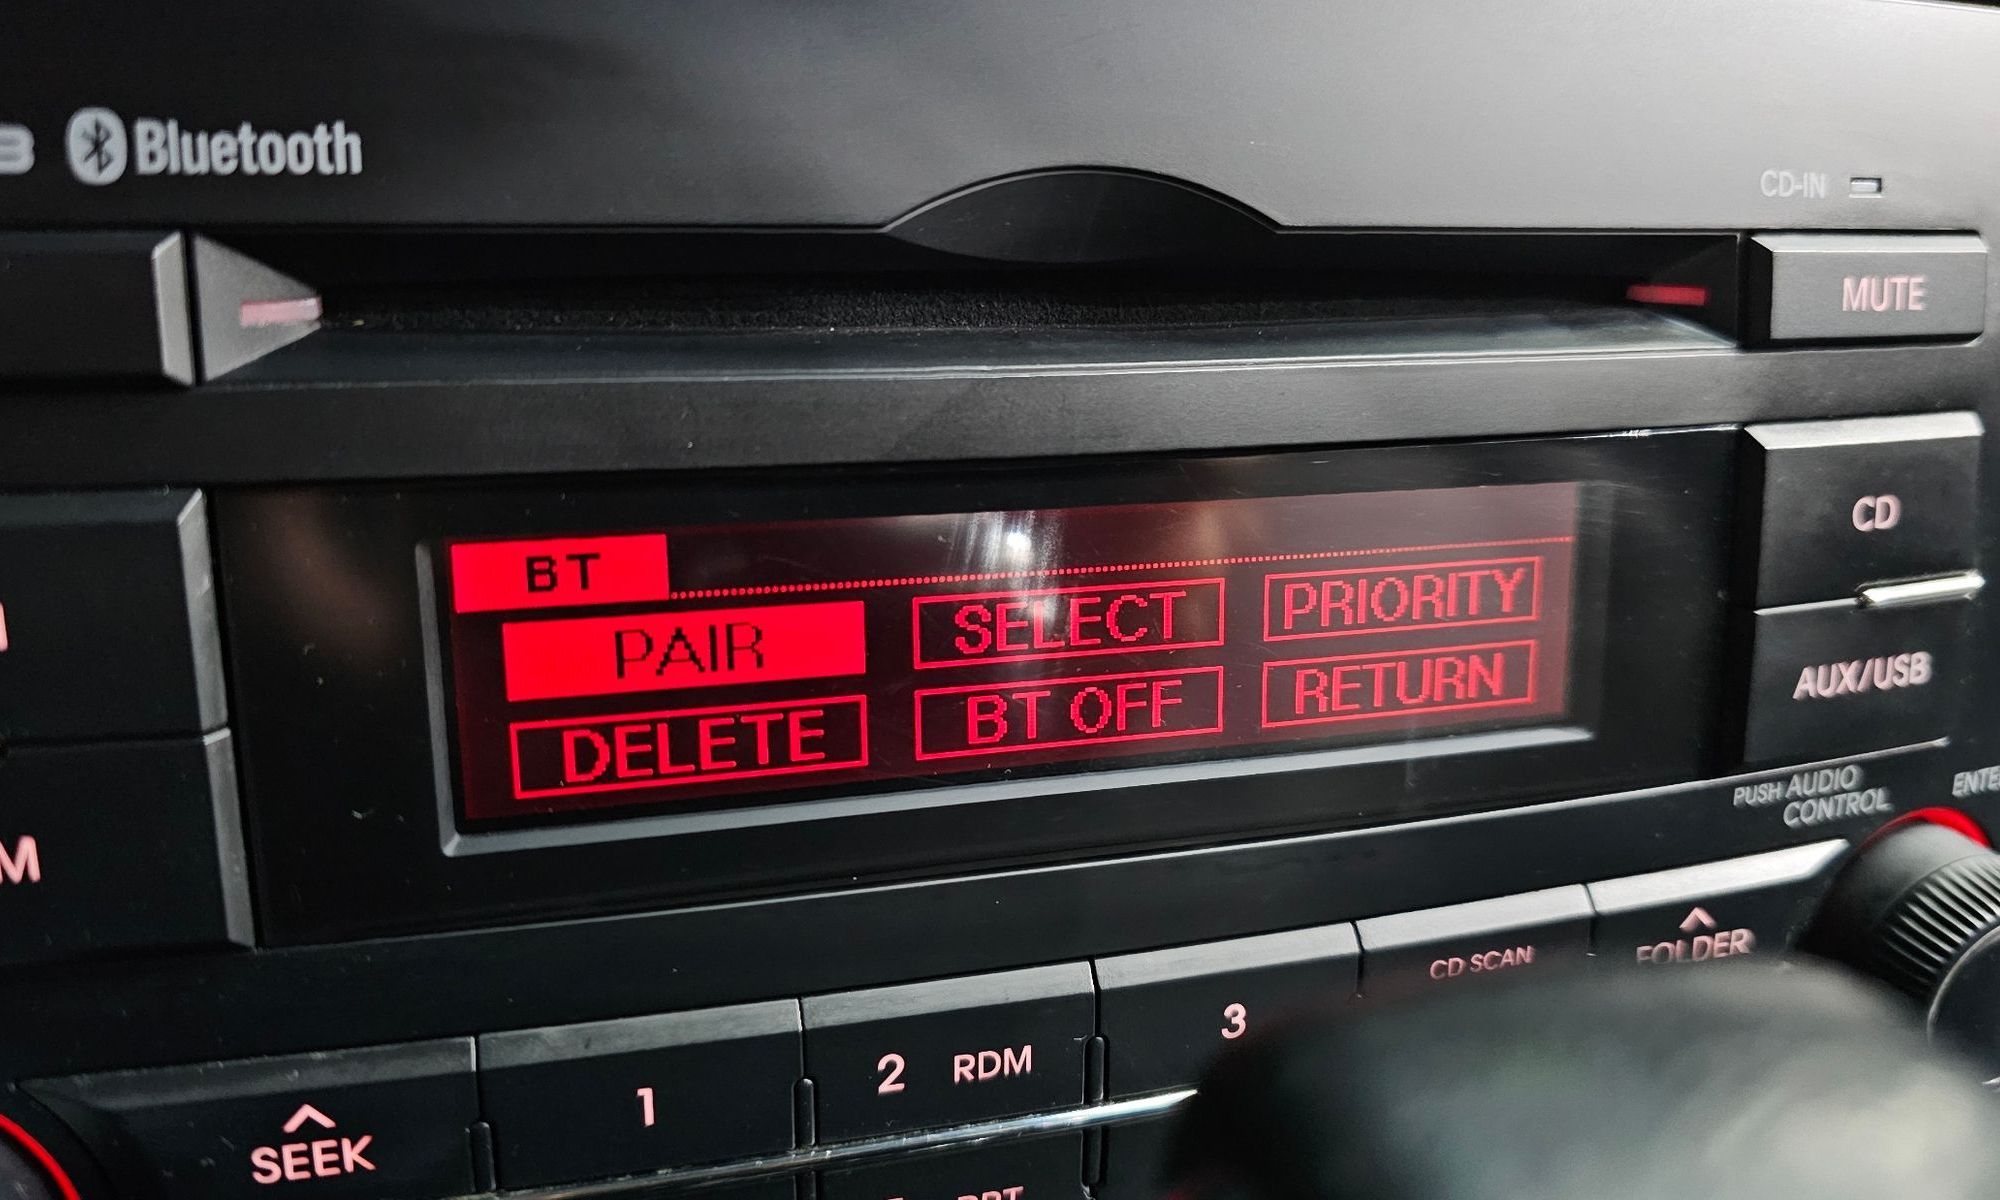 Bluetooth
CD-IN
MUTE
CD
BT
PAIR SELECT PRIORITY
DELETE BT OFF RETURN
AUX/USB
PUSH AUDIO
CONTROL
SEEK
1
2 RDM
3
CD SCAN
FOLDER